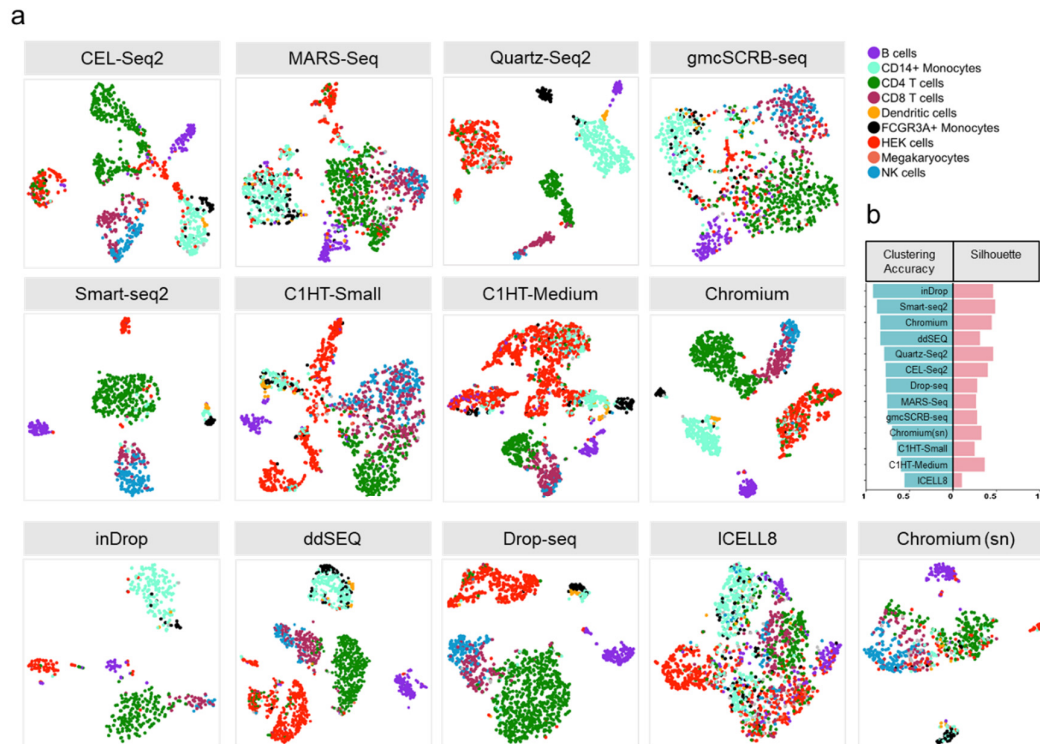 a
CEL-Seq2
MARS-Seq
Quartz-Seq2
gmcSCRB-seq
B cells
CD14+ Monocytes
CD4 T cells
CD8 T cells
Dendritic cells
FCGR3A+ Monocytes
HEK cells
Megakaryocytes
NK cells
Smart-seq2
C1HT-Small
C1HT-Medium
Chromium
b
Clustering
Accuracy
Silhouette
inDrop
Smart-seq2
Chromium
ddSEQ
Quartz-Seq2
CEL-Seq2
Drop-seq
MARS-Seq
gmcSCRB-seq
Chromium(sn)
C1HT-Small
C1HT-Medium
ICELL8
1 0.5 0 0.5 1
inDrop
ddSEQ
Drop-seq
ICELL8
Chromium (sn)